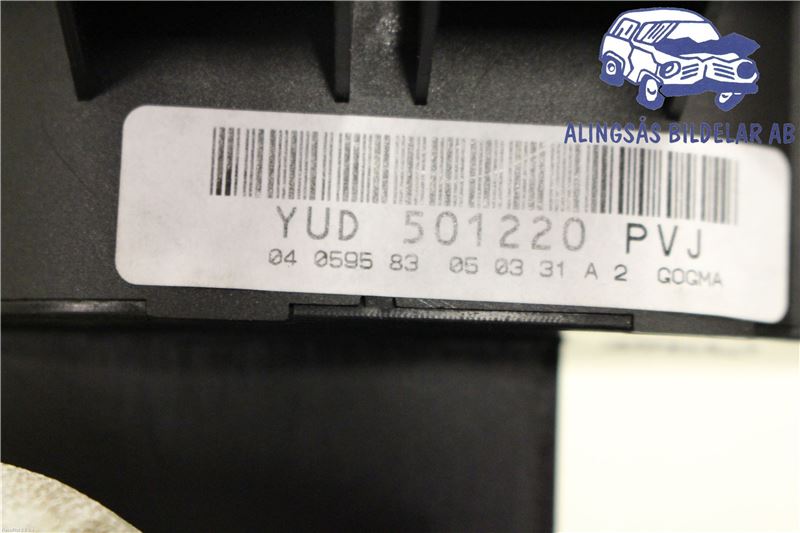 ALINGSÅS BILDELAR AB
YUD 501220 PVJ
04 0595 83 05 03 31 A 2 GOGMA